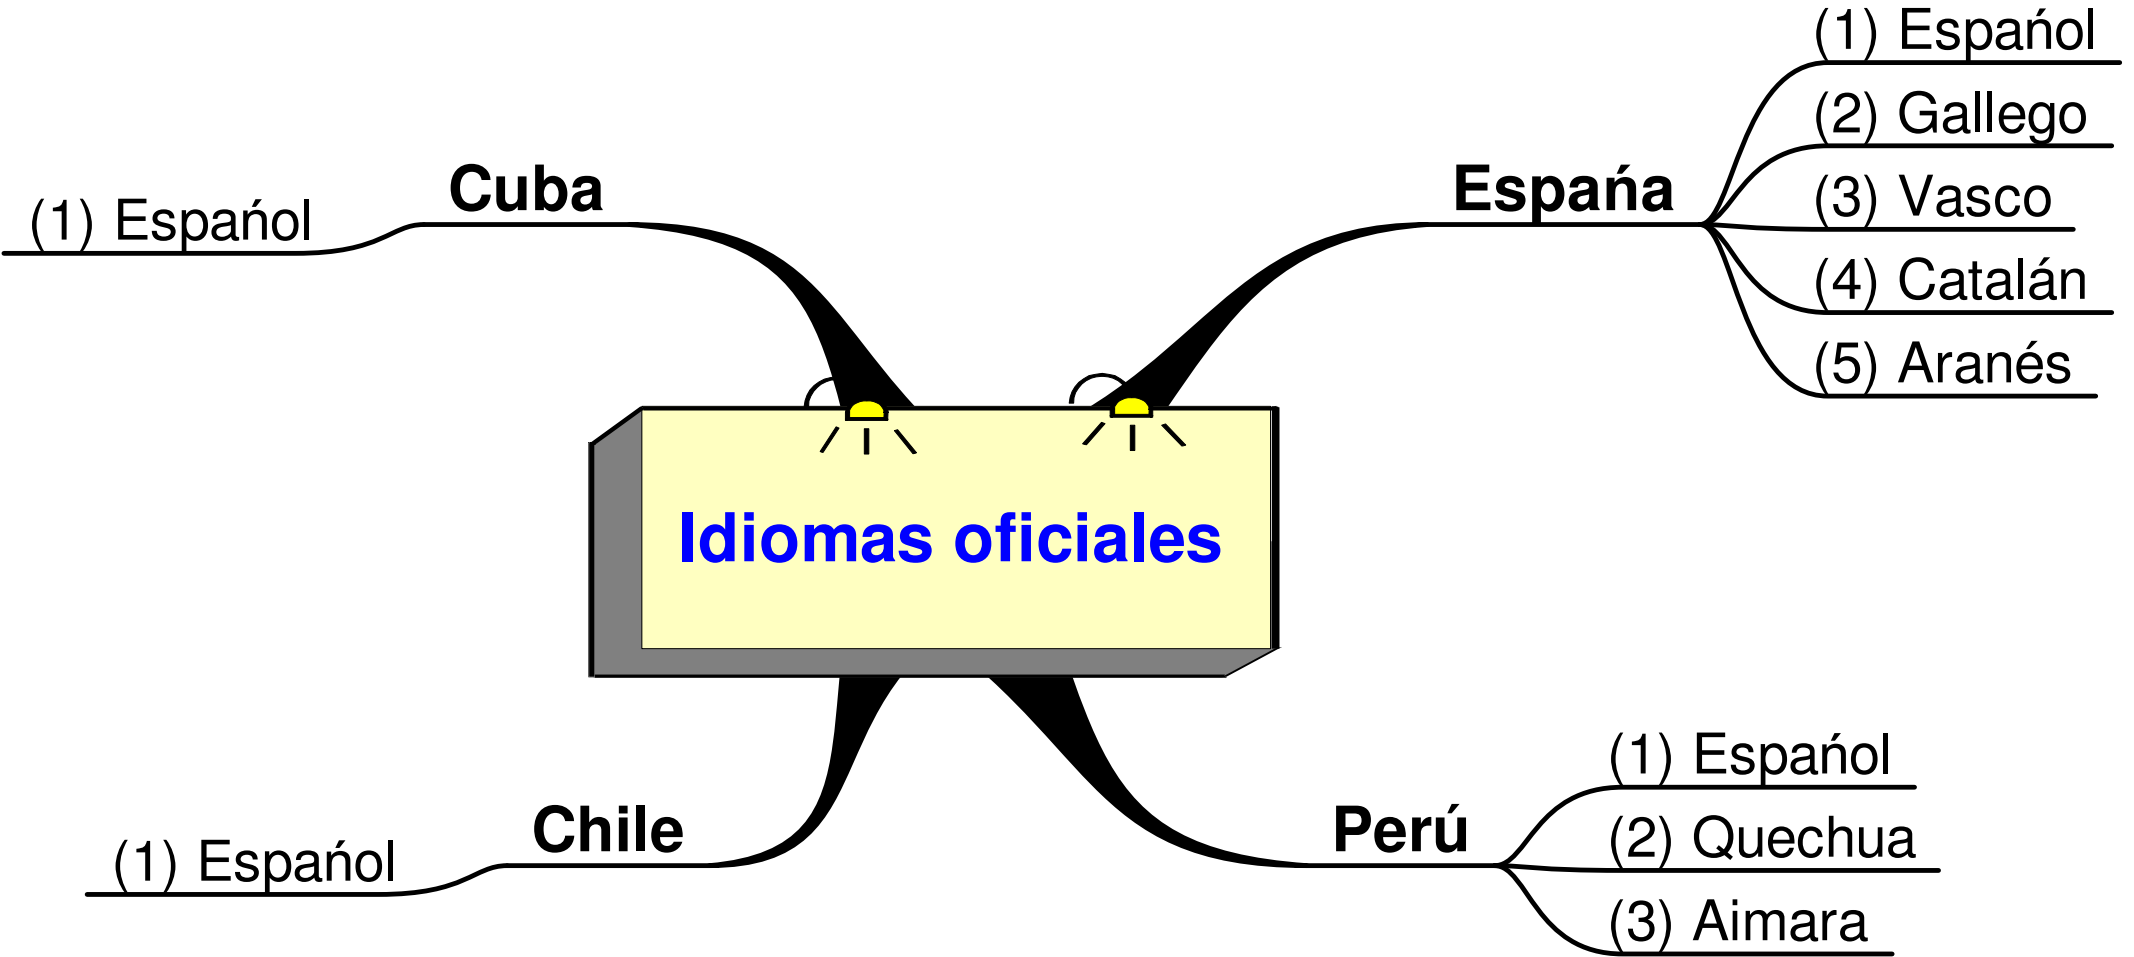 Cuba
(1) Espańol
Espańa
(1) Espańol
(2) Gallego
(3) Vasco
(4) Catalán
(5) Aranés
Idiomas oficiales
Chile
(1) Espańol
Perú
(1) Espańol
(2) Quechua
(3) Aimara